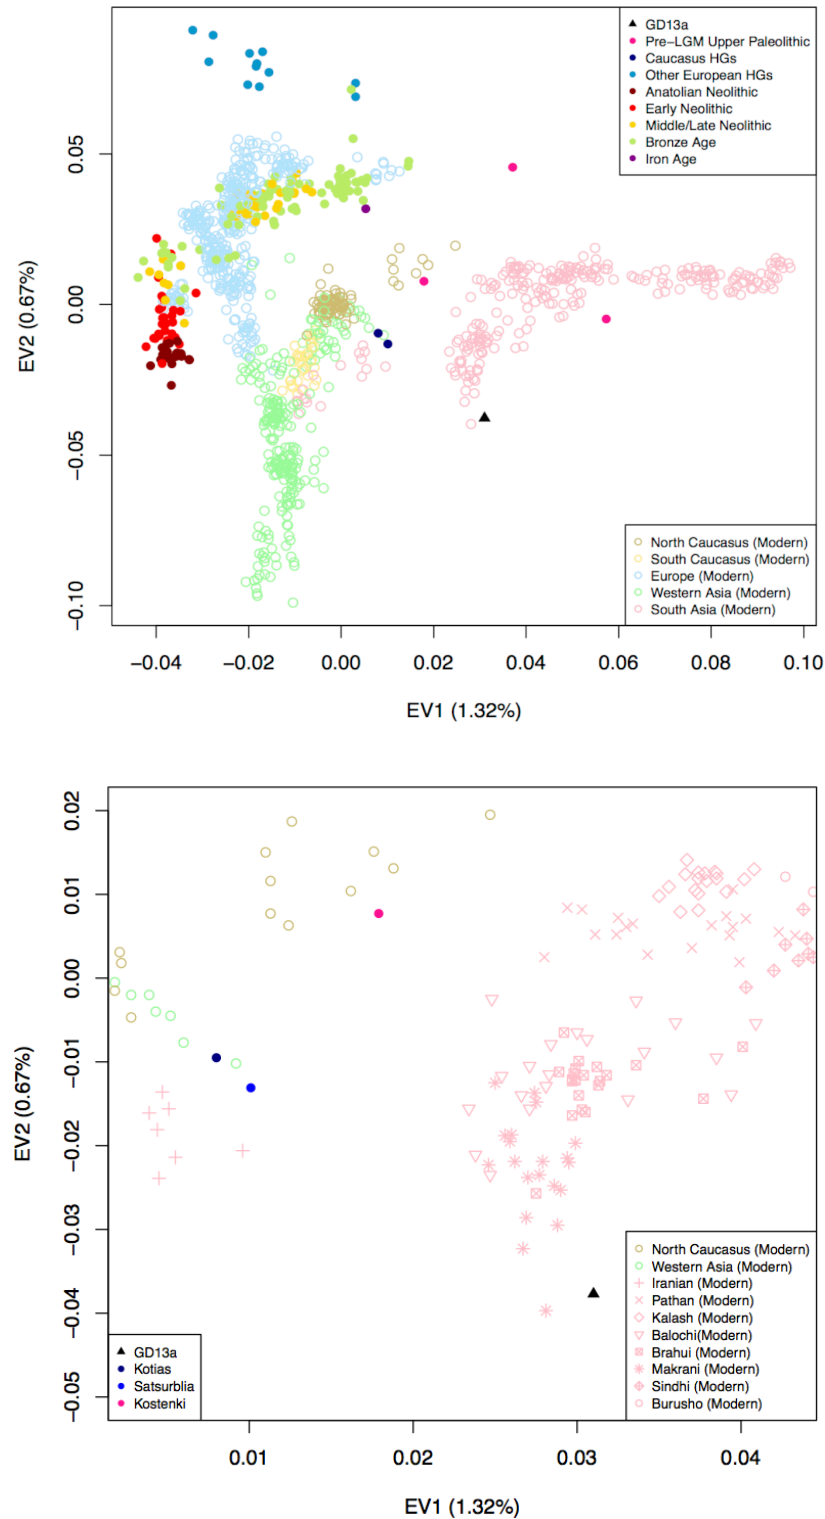 GD13a
Pre−LGM Upper Paleolithic
Caucasus HGs
Other European HGs
Anatolian Neolithic
Early Neolithic
Middle/Late Neolithic
Bronze Age
Iron Age
0.05
0.00
−0.05
−0.10
EV2 (0.67%)
North Caucasus (Modern)
South Caucasus (Modern)
Europe (Modern)
Western Asia (Modern)
South Asia (Modern)
−0.04 −0.02 0.00 0.02 0.04 0.06 0.08 0.10
EV1 (1.32%)
0.02
0.01
0.00
−0.01
−0.02
−0.03
−0.04
−0.05
EV2 (0.67%)
North Caucasus (Modern)
Western Asia (Modern)
Iranian (Modern)
Pathan (Modern)
Kalash (Modern)
Balochi(Modern)
Brahui (Modern)
Makrani (Modern)
Sindhi (Modern)
Burusho (Modern)
GD13a
Kotias
Satsurblia
Kostenki
0.01 0.02 0.03 0.04
EV1 (1.32%)